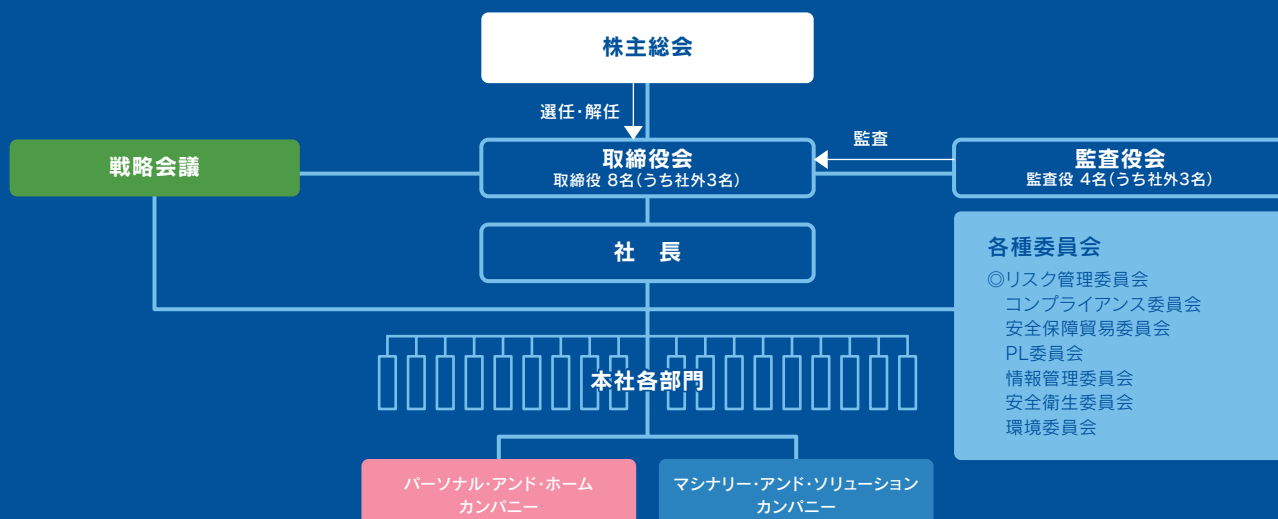 株主総会
選任・解任
戦略会議
取締役会
取締役 8名(うち社外3名)
監査
監査役会
監査役 4名(うち社外3名)
社　長
各種委員会
◎リスク管理委員会
コンプライアンス委員会
安全保障貿易委員会
PL委員会
情報管理委員会
安全衛生委員会
環境委員会
本社各部門
パーソナル・アンド・ホーム
カンパニー
マシナリー・アンド・ソリューション
カンパニー